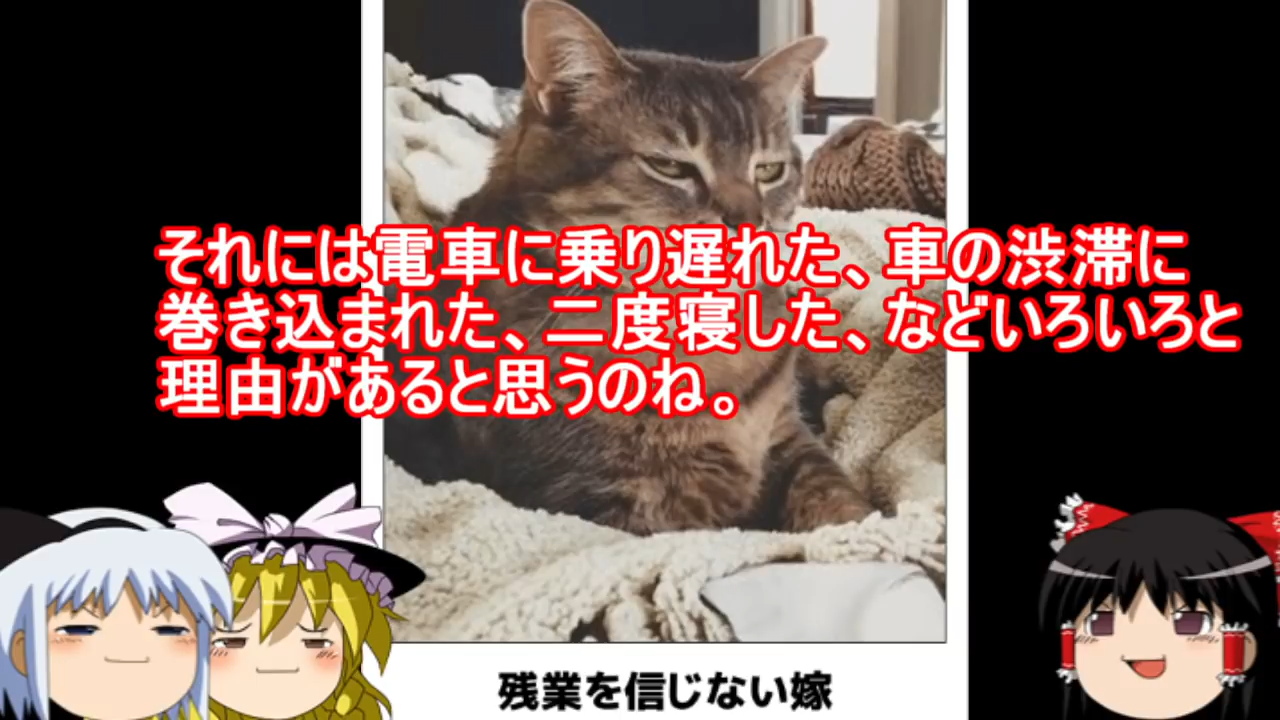 それには電車に乗り遅れた、車の渋滞に
巻き込まれた、二度寝した、などいろいろと
理由があると思うのね。
残業を信じない嫁